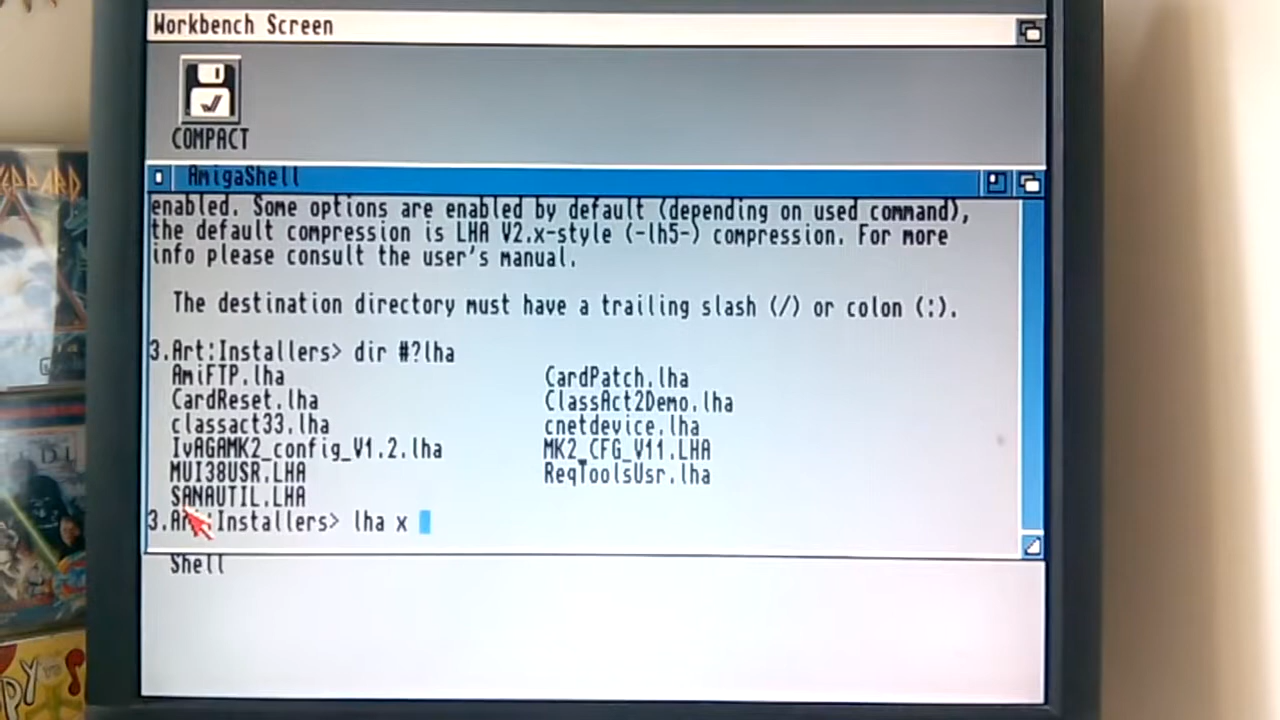 Workbench Screen
COMPACT
AmigaShell
enabled. Some options are enabled by default (depending on used command),
the default compression is LHA V2.x-style (-lh5-) compression. For more
info please consult the user's manual.
The destination directory must have a trailing slash (/) or colon (:).
3.Art:Installers> dir #?lha
AmiFTP.lha CardPatch.lha
CardReset.lha ClassAct2Demo.lha
classact33.lha cnetdevice.lha
IvAGAMK2_config_V1.2.lha MK2_CFG_V11.LHA
MUI38USR.LHA ReqToolsUsr.lha
SANAUTIL.LHA
3.Art:Installers> lha x
Shell